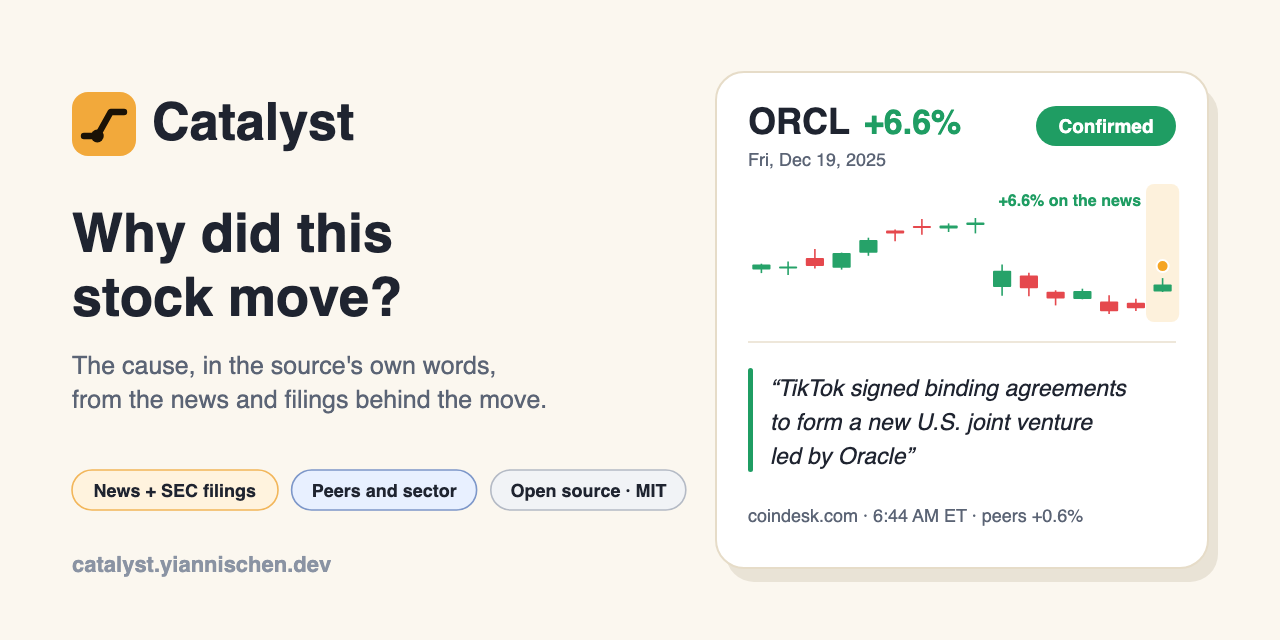 Catalyst
Why did this
stock move?
The cause, in the source's own words,
from the news and filings behind the move.
News + SEC filings
Peers and sector
Open source · MIT
catalyst.yiannischen.dev
ORCL +6.6%
Confirmed
Fri, Dec 19, 2025
+6.6% on the news
“TikTok signed binding agreements
to form a new U.S. joint venture
led by Oracle”
coindesk.com · 6:44 AM ET · peers +0.6%